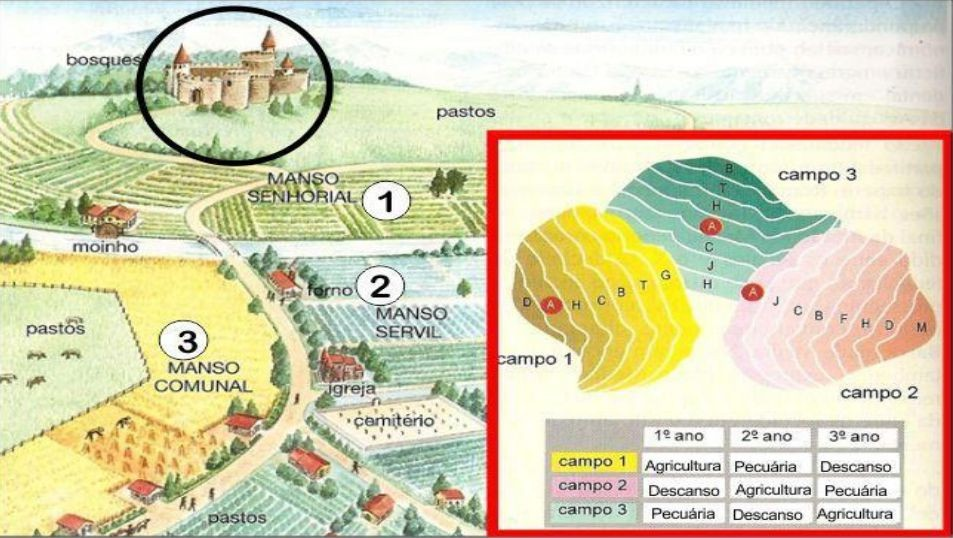 bosques
pastos
MANSO
SENHORIAL
1
moinho
forno
2
MANSO
SERVIL
pastos
3
MANSO
COMUNAL
igreja
cemitério
pastos
campo 3
B
T
H
A
C
J
H
campo 1
D A H C B T G
campo 2
A J C B F H D M
1º ano 2º ano 3º ano
campo 1 Agricultura Pecuária Descanso
campo 2 Descanso Agricultura Pecuária
campo 3 Pecuária Descanso Agricultura